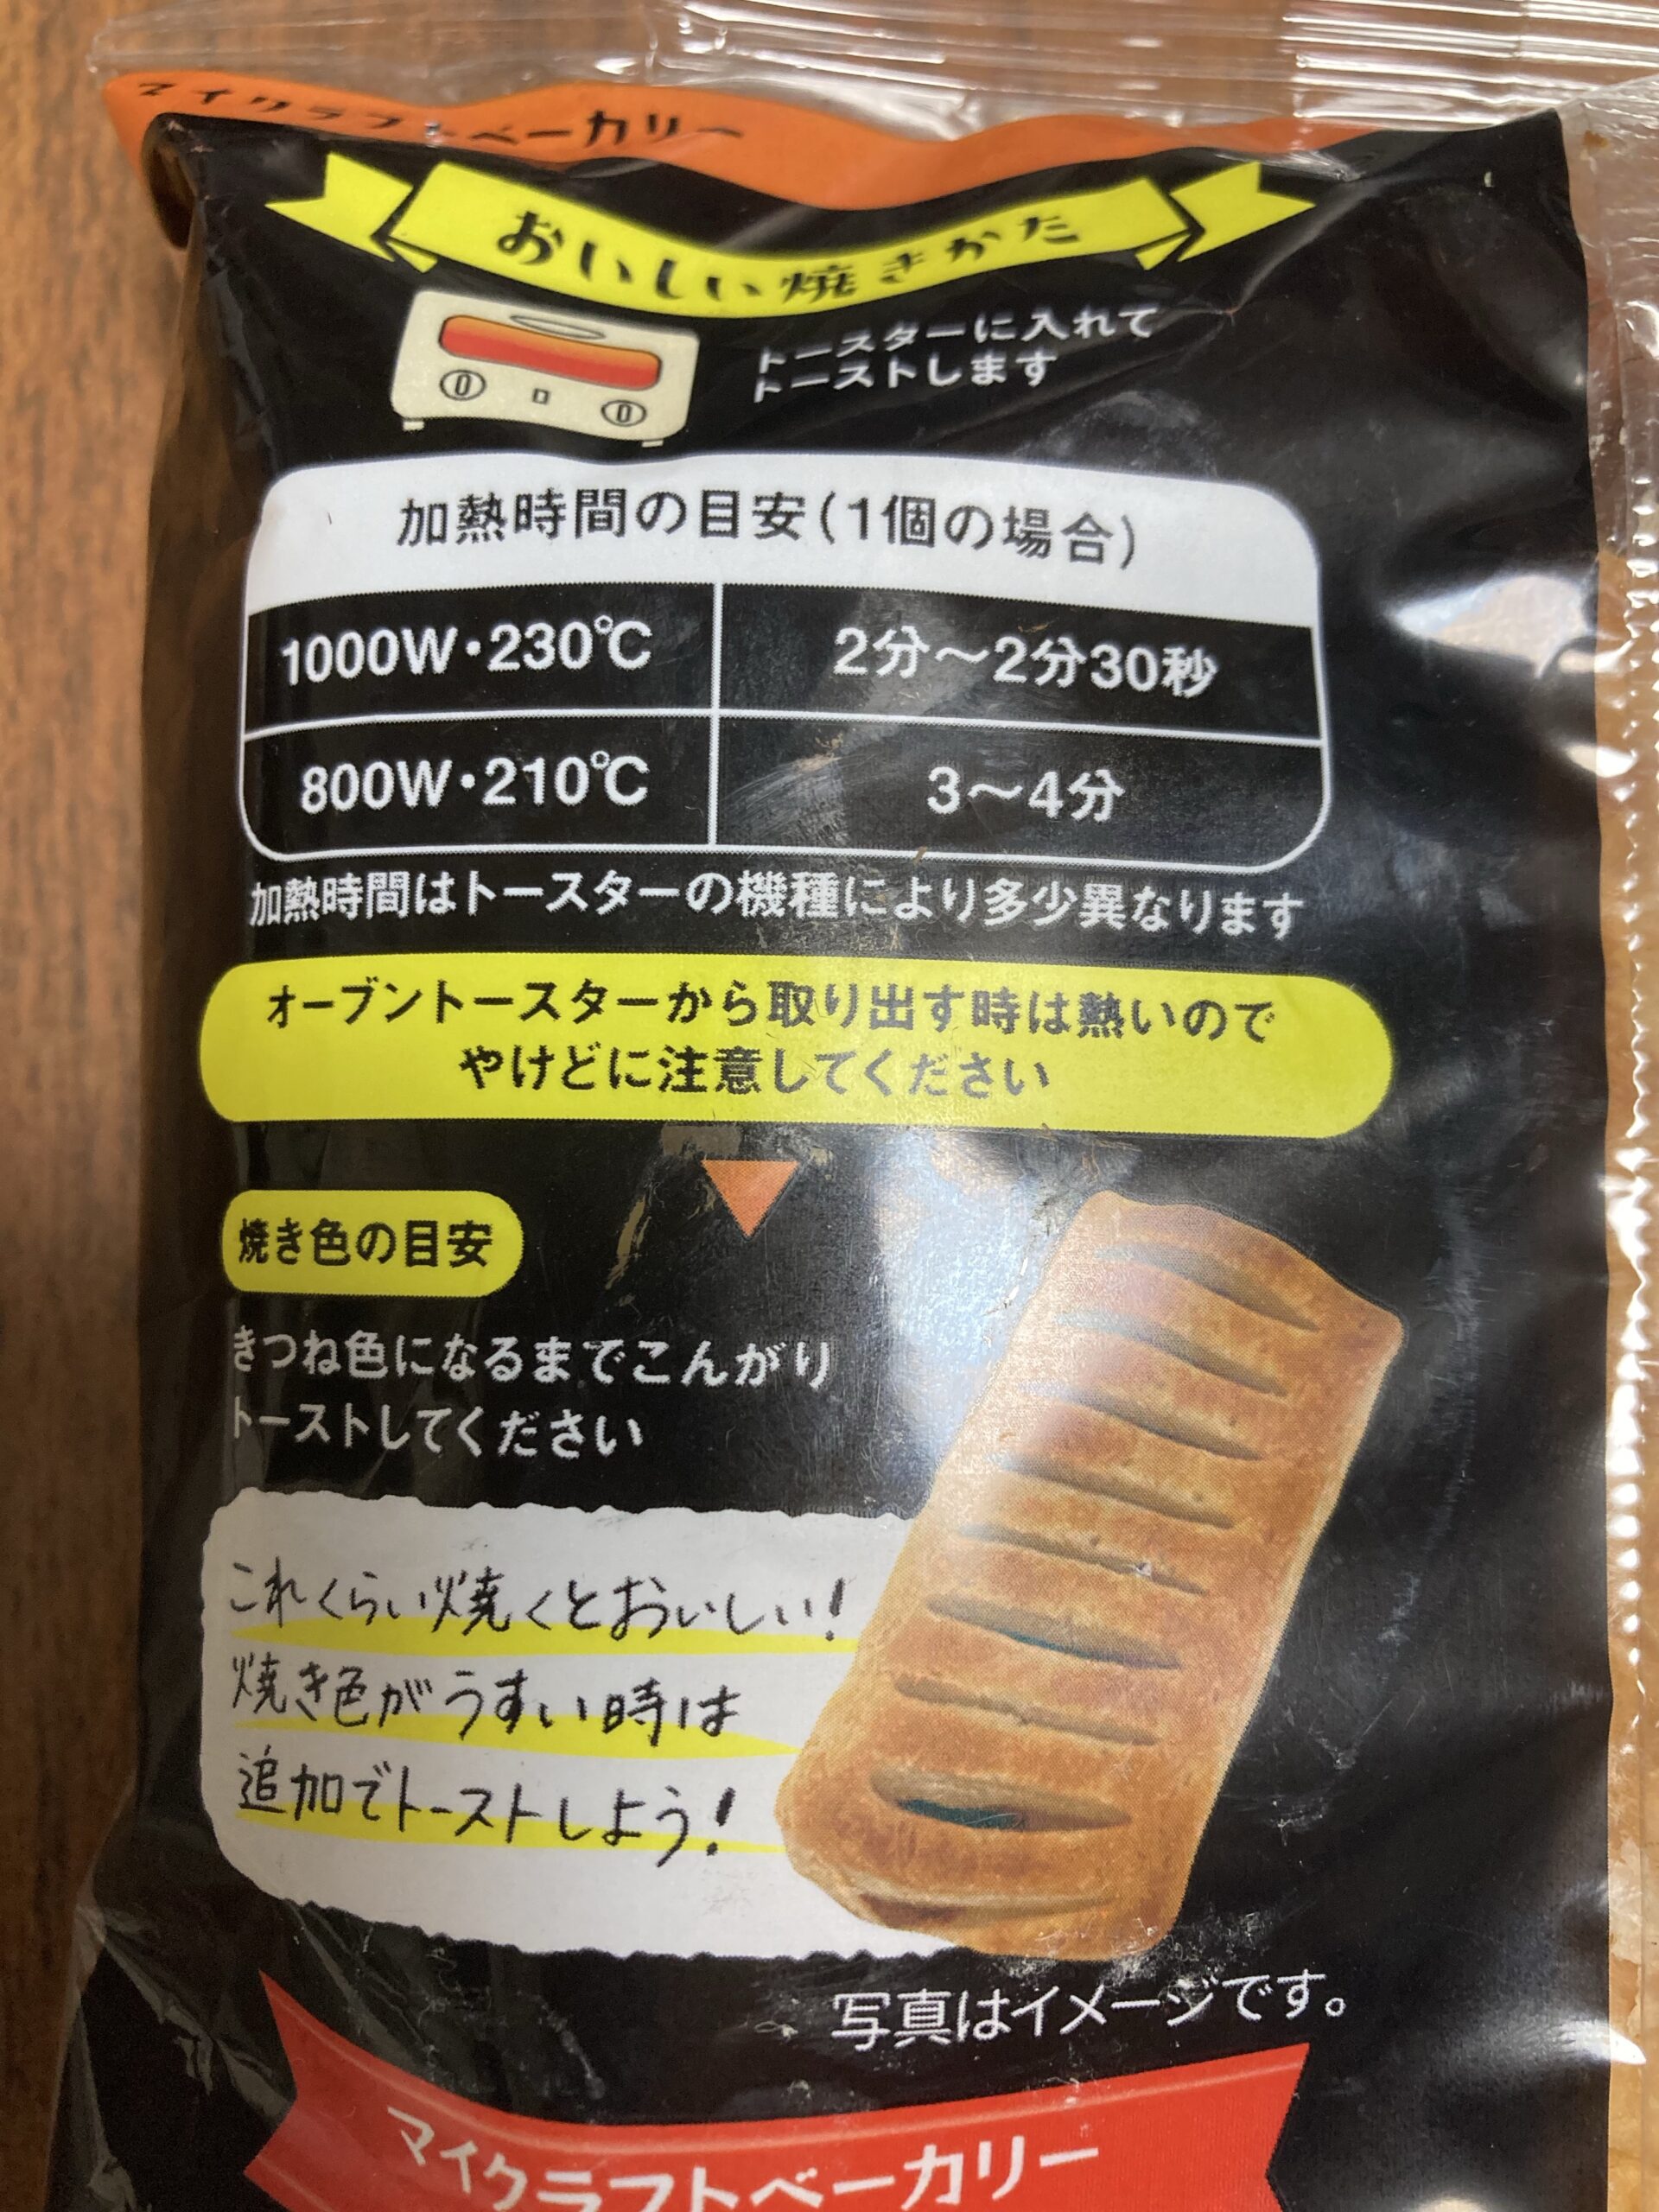 マイクラフトベーカリー
おいしい焼きかた
トースターに入れて
トーストします
加熱時間の目安(1個の場合)
1000W・230℃ 2分〜2分30秒
800W・210℃ 3〜4分
加熱時間はトースターの機種により多少異なります
オーブントースターから取り出す時は熱いので
やけどに注意してください
焼き色の目安
きつね色になるまでこんがり
トーストしてください
これくらい焼くとおいしい!
焼き色がうすい時は
追加でトーストしよう!
写真はイメージです。
マイクラフトベーカリー